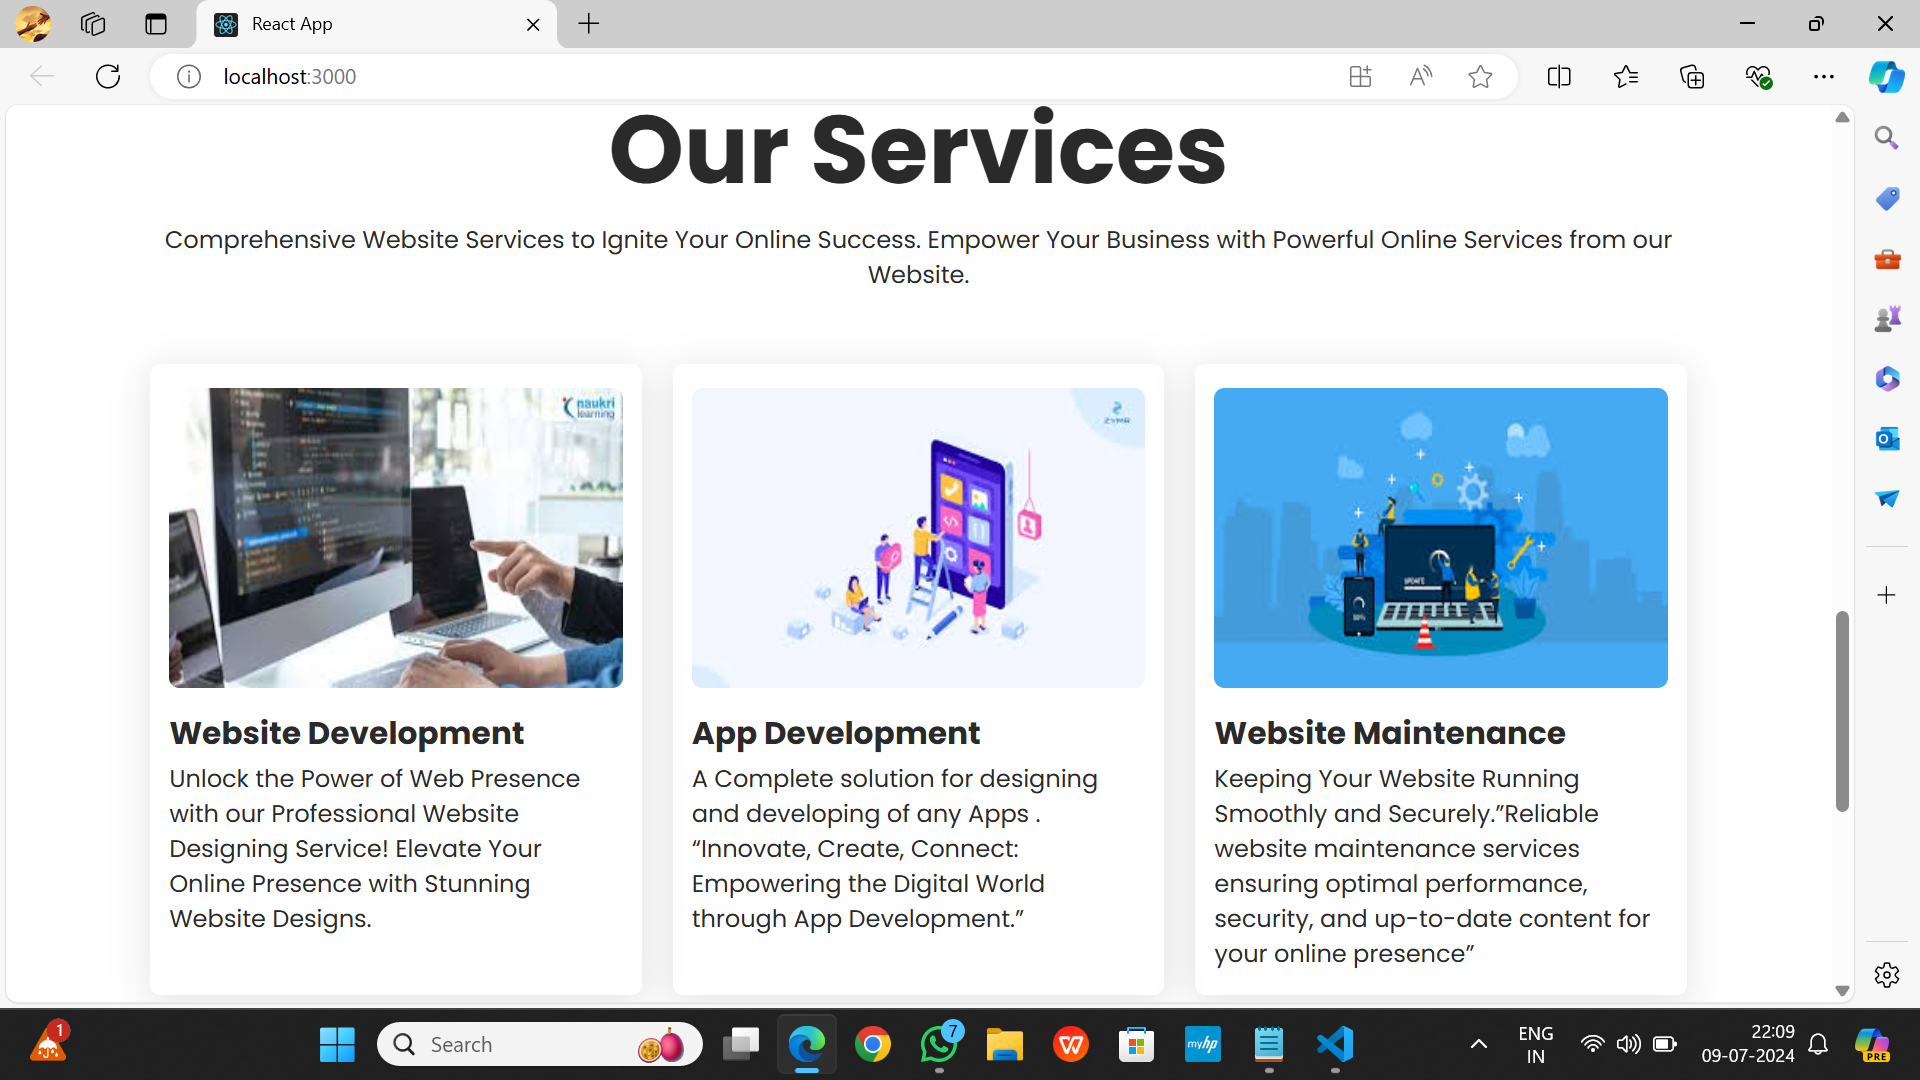 React App
localhost:3000
Our Services
Comprehensive Website Services to Ignite Your Online Success. Empower Your Business with Powerful Online Services from our
Website.
naukri
learning
ZYMR
UPDATE
Website Development
Unlock the Power of Web Presence
with our Professional Website
Designing Service! Elevate Your
Online Presence with Stunning
Website Designs.
App Development
A Complete solution for designing
and developing of any Apps .
“Innovate, Create, Connect:
Empowering the Digital World
through App Development.”
Website Maintenance
Keeping Your Website Running
Smoothly and Securely.”Reliable
website maintenance services
ensuring optimal performance,
security, and up-to-date content for
your online presence”
1
Search
7
myhp
ENG
IN
22:09
09-07-2024
PRE